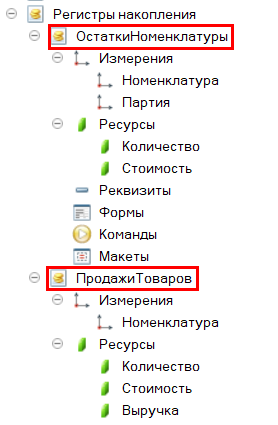 Регистры накопления
ОстаткиНоменклатуры
Измерения
Номенклатура
Партия
Ресурсы
Количество
Стоимость
Реквизиты
Формы
Команды
Макеты
ПродажиТоваров
Измерения
Номенклатура
Ресурсы
Количество
Стоимость
Выручка